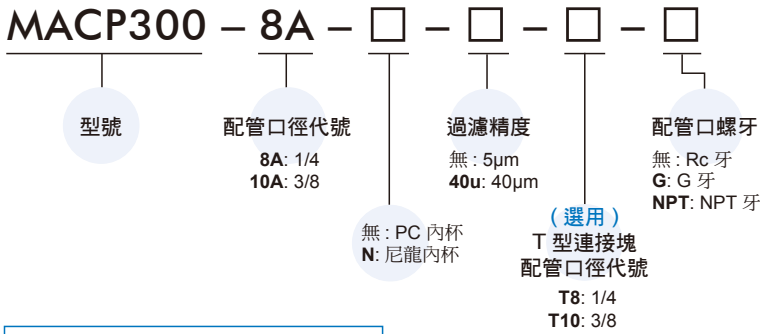 MACP300 – 8A – □ – □ – □ – □
型號
配管口徑代號
8A: 1/4
10A: 3/8
無 : PC 內杯
N: 尼龍內杯
過濾精度
無 : 5μm
40u: 40μm
（選用）
T 型連接塊
配管口徑代號
T8: 1/4
T10: 3/8
配管口螺牙
無 : Rc 牙
G: G 牙
NPT: NPT 牙